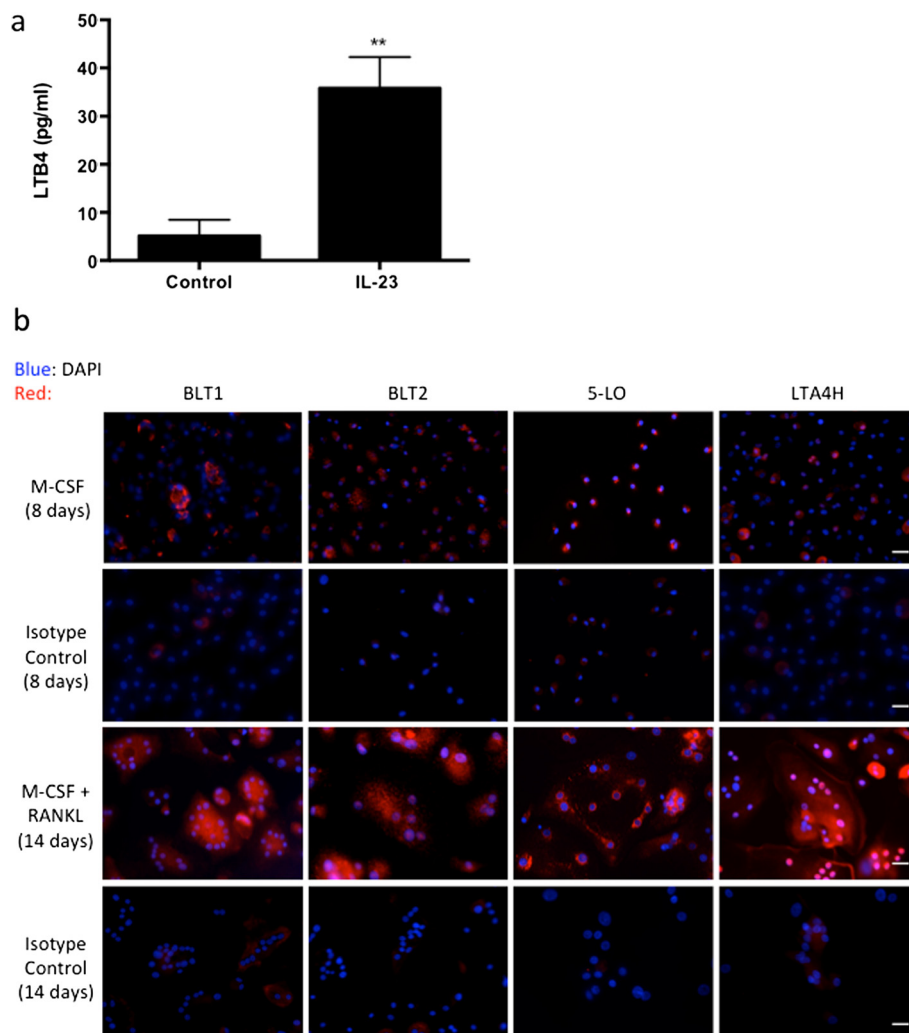 a
50
40
30
20
10
0
LTB4 (pg/ml)
**
Control
IL-23
b
Blue: DAPI
Red:
BLT1
BLT2
5-LO
LTA4H
M-CSF
(8 days)
Isotype
Control
(8 days)
M-CSF +
RANKL
(14 days)
Isotype
Control
(14 days)